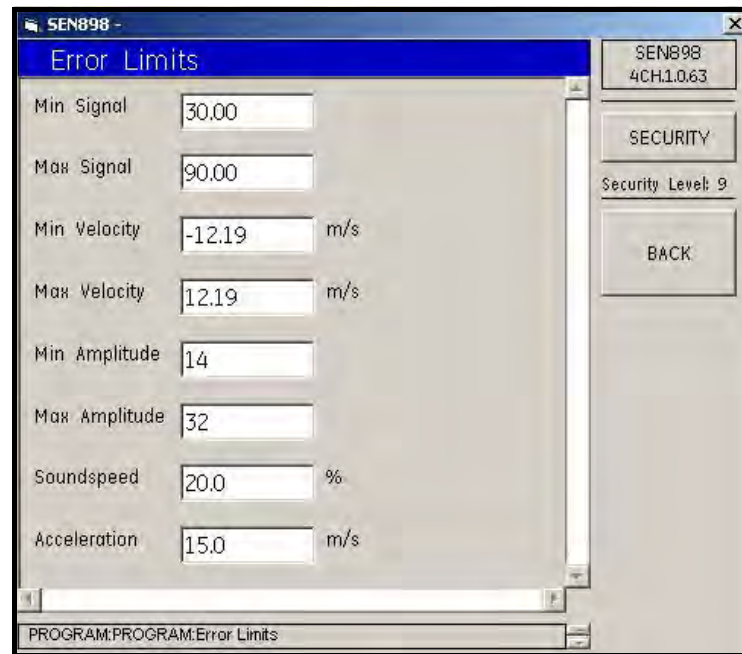 SEN898 -
Error Limits
Min Signal 30.00
Max Signal 90.00
Min Velocity -12.19 m/s
Max Velocity 12.19 m/s
Min Amplitude 14
Max Amplitude 32
Soundspeed 20.0 %
Acceleration 15.0 m/s
PROGRAM:PROGRAM:Error Limits
SEN898
4CH.1.0.63
SECURITY
Security Level: 9
BACK